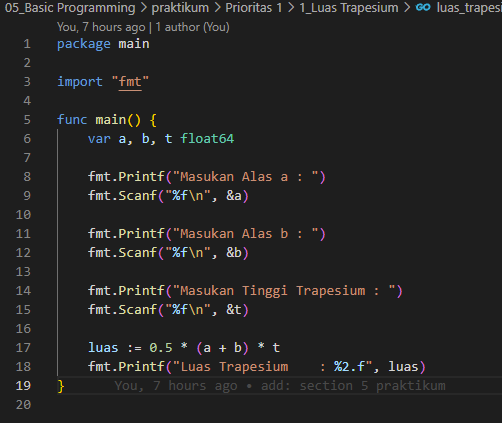 05_Basic Programming > praktikum > Prioritas 1 > 1_Luas Trapesium > luas_trapesi
You, 7 hours ago | 1 author (You)
1 package main
2
3 import "fmt"
4
5 func main() {
6     var a, b, t float64
7
8     fmt.Printf("Masukan Alas a : ")
9     fmt.Scanf("%f\n", &a)
10
11     fmt.Printf("Masukan Alas b : ")
12     fmt.Scanf("%f\n", &b)
13
14     fmt.Printf("Masukan Tinggi Trapesium : ")
15     fmt.Scanf("%f\n", &t)
16
17     luas := 0.5 * (a + b) * t
18     fmt.Printf("Luas Trapesium    : %2.f", luas)
19 }      You, 7 hours ago • add: section 5 praktikum
20